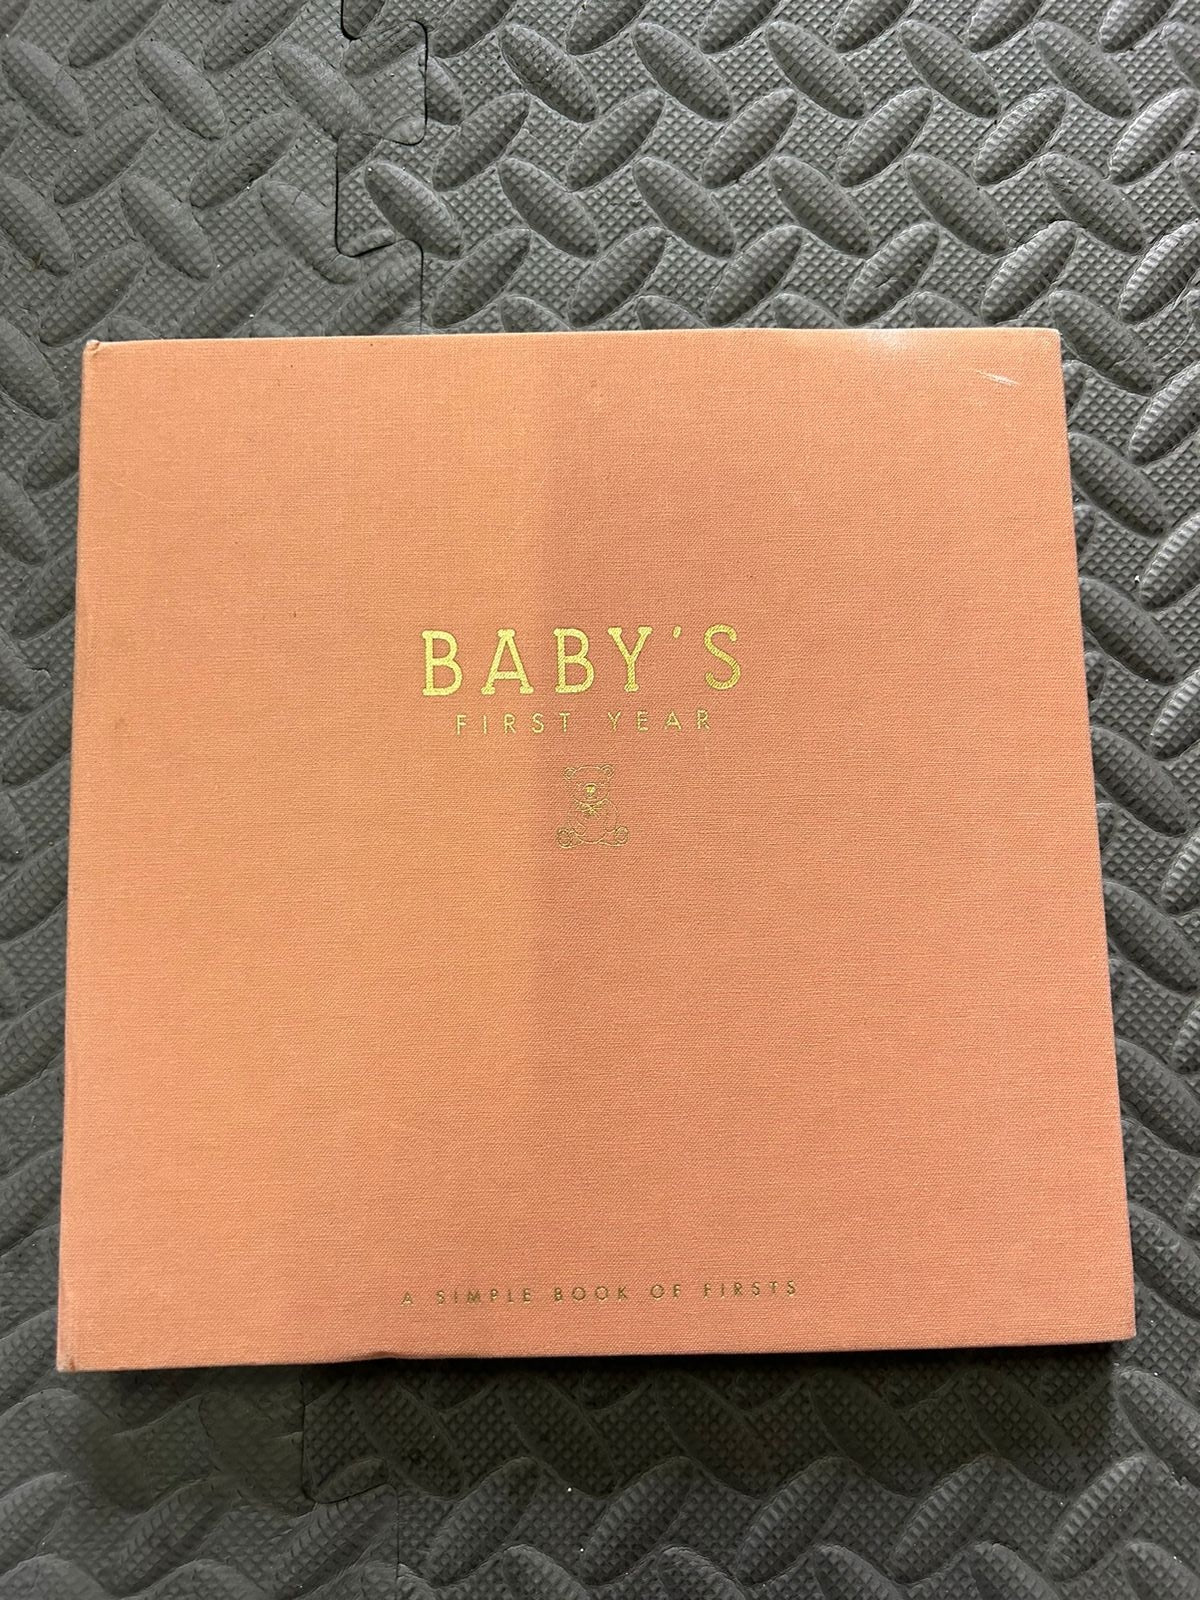 BABY'S
FIRST YEAR
A SIMPLE BOOK OF FIRSTS